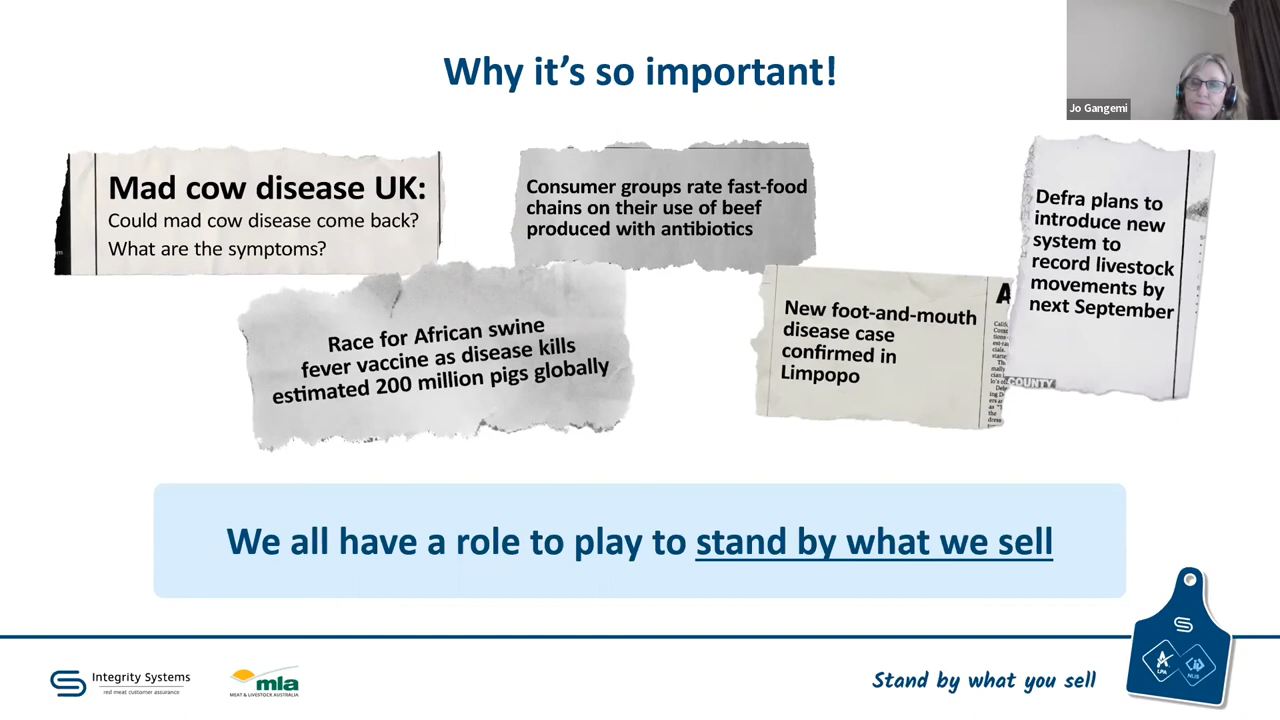 Why it's so important!
Jo Gangemi
Mad cow disease UK:
Could mad cow disease come back?
What are the symptoms?
Consumer groups rate fast-food
chains on their use of beef
produced with antibiotics
Defra plans to
introduce new
system to
record livestock
movements by
next September
COUNTY
Race for African swine
fever vaccine as disease kills
estimated 200 million pigs globally
New foot-and-mouth
disease case
confirmed in
Limpopo
We all have a role to play to stand by what we sell
Integrity Systems
red meat customer assurance
mla
MEAT & LIVESTOCK AUSTRALIA
Stand by what you sell
LPA
NLIS